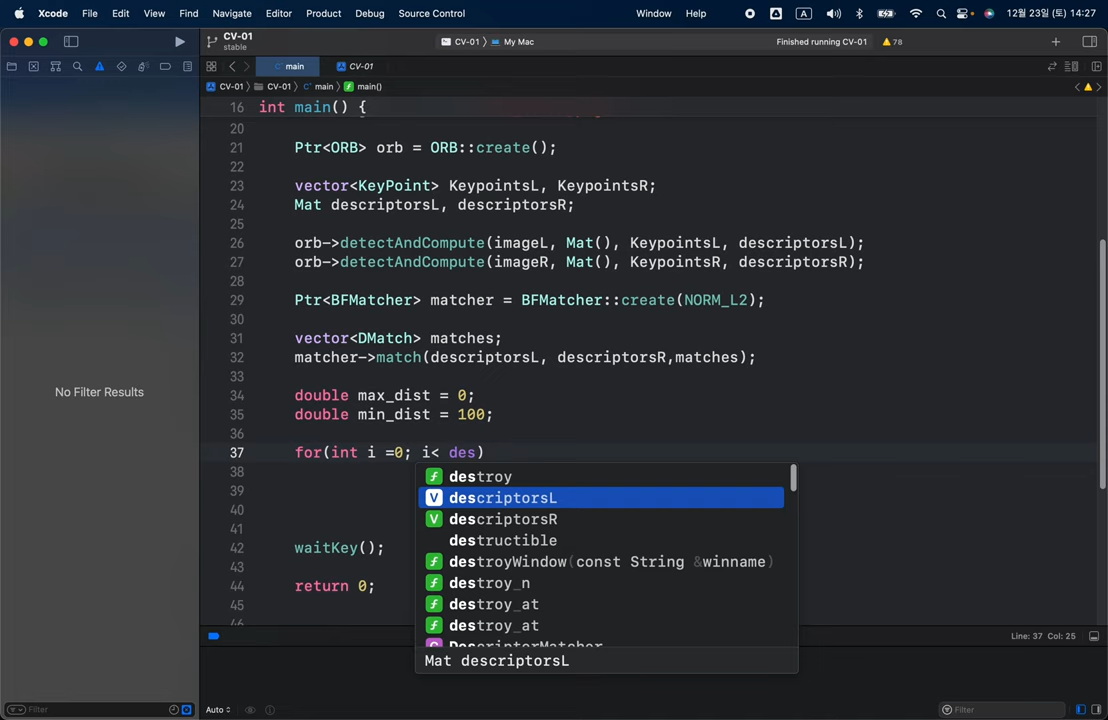 Xcode File Edit View Find Navigate Editor Product Debug Source Control Window Help A 12월 23일 (토) 14:27
CV-01
stable
CV-01 〉 My Mac
Finished running CV-01
78
main
CV-01
CV-01 〉 CV-01 〉 main 〉 main()
16 int main() {
20
21 Ptr<ORB> orb = ORB::create();
22
23 vector<KeyPoint> KeypointsL, KeypointsR;
24 Mat descriptorsL, descriptorsR;
25
26 orb->detectAndCompute(imageL, Mat(), KeypointsL, descriptorsL);
27 orb->detectAndCompute(imageR, Mat(), KeypointsR, descriptorsR);
28
29 Ptr<BFMatcher> matcher = BFMatcher::create(NORM_L2);
30
31 vector<DMatch> matches;
32 matcher->match(descriptorsL, descriptorsR,matches);
33
34 double max_dist = 0;
35 double min_dist = 100;
36
37 for(int i =0; i< des)
38
39
40
41
42 waitKey();
43
44 return 0;
45
46
No Filter Results
destroy
descriptorsL
descriptorsR
destructible
destroyWindow(const String &winname)
destroy_n
destroy_at
destroy_at
DescriptorMatcher
Mat descriptorsL
Line: 37 Col: 25
Filter
Auto
Filter